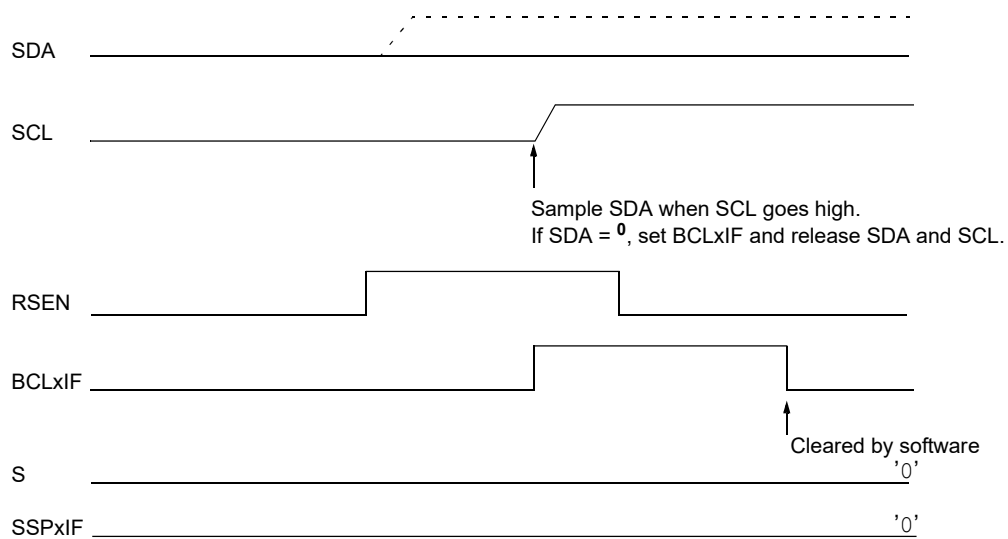 SDA
SCL
Sample SDA when SCL goes high.
If SDA = 0, set BCLxIF and release SDA and SCL.
RSEN
BCLxIF
Cleared by software
S
'0'
SSPxIF
'0'